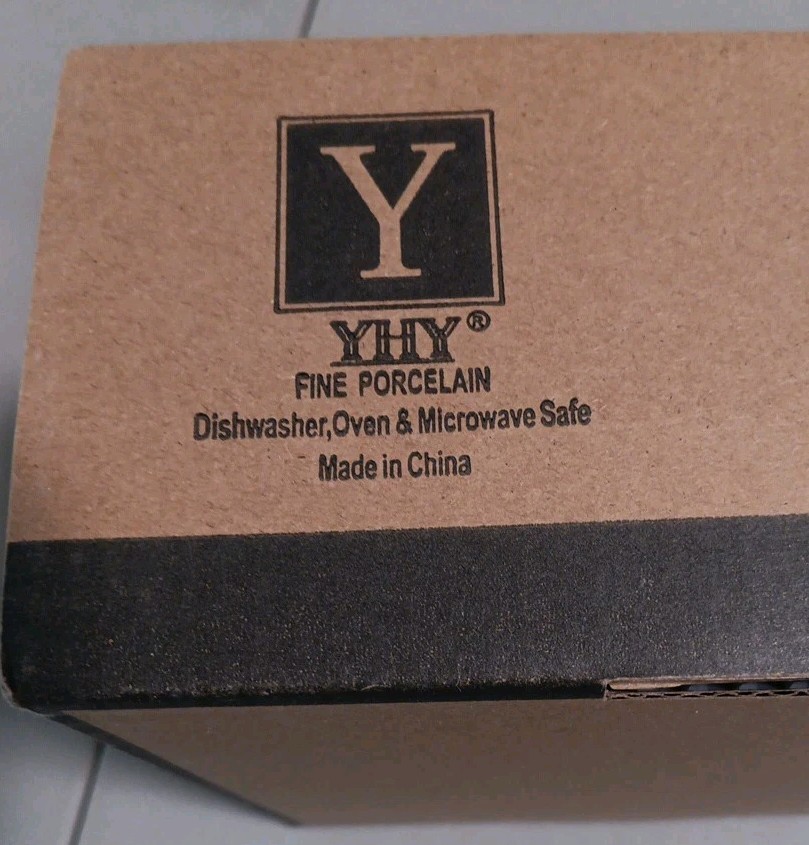 Y
YHY®
FINE PORCELAIN
Dishwasher,Oven & Microwave Safe
Made in China